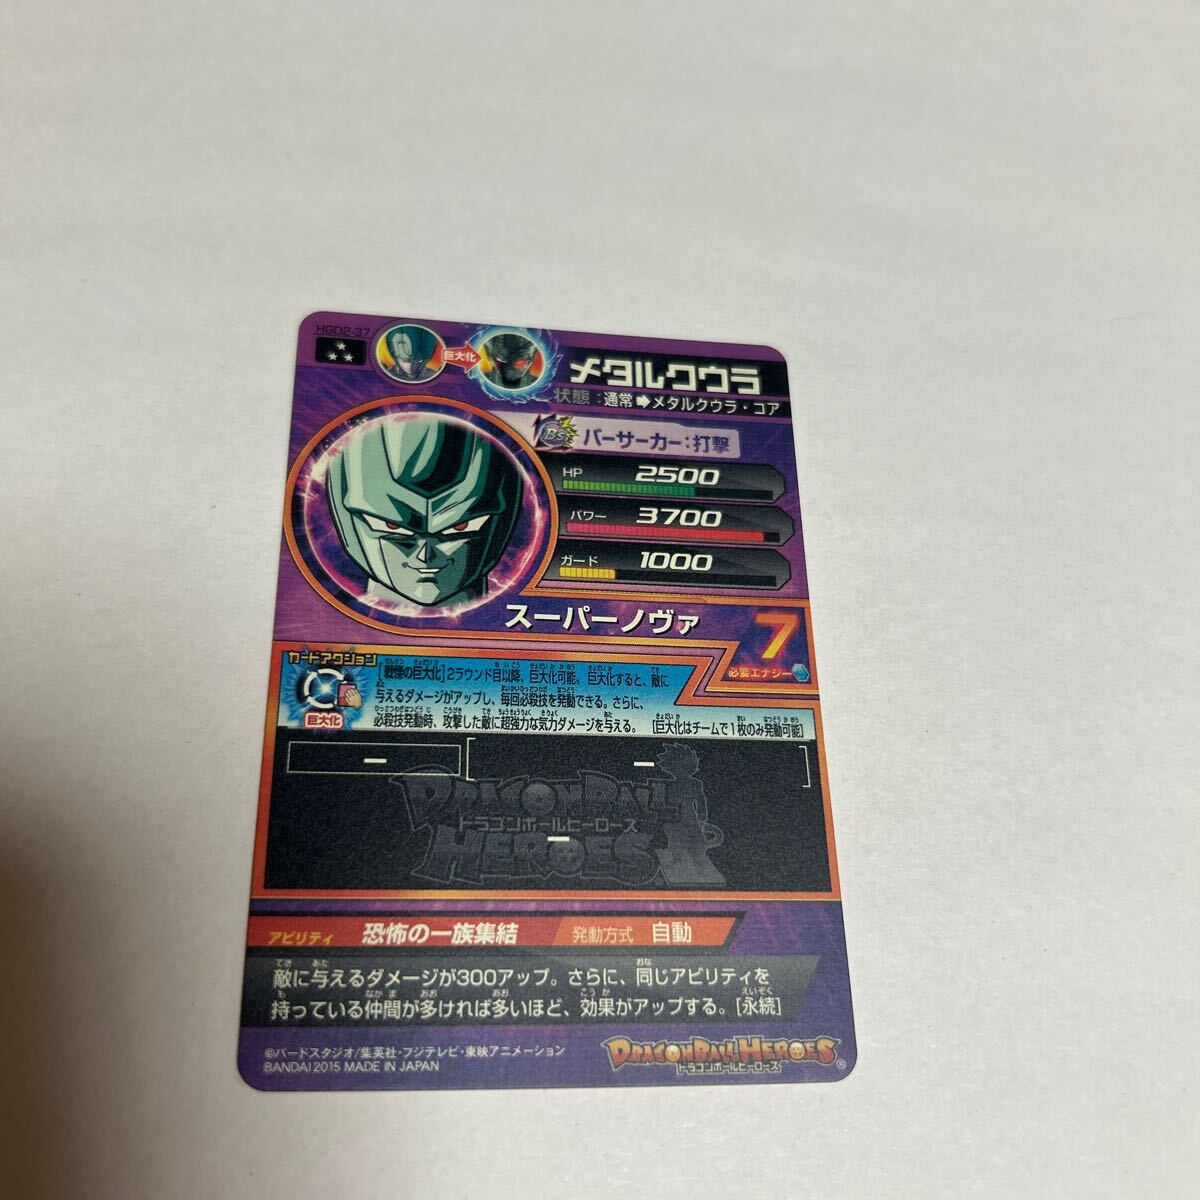 HGD2-37
巨大化
メタルクウラ
状態：通常➡メタルクウラ・コア
Bs バーサーカー：打撃
HP 2500
パワー 3700
ガード 1000
スーパーノヴァ
7
必要エナジー
カードアクション
巨大化
[戦慄の巨大化]2ラウンド目以降、巨大化可能。巨大化すると、敵に
与えるダメージがアップし、毎回必殺技を発動できる。さらに、
必殺技発動時、攻撃した敵に超強力な気力ダメージを与える。 [巨大化はチームで1枚のみ発動可能]
ー
ー
DRAGONBALL
ドラゴンボールヒーローズ
HEROES
ー
アビリティ 恐怖の一族集結 発動方式 自動
敵に与えるダメージが300アップ。さらに、同じアビリティを
持っている仲間が多ければ多いほど、効果がアップする。[永続]
©バードスタジオ/集英社・フジテレビ・東映アニメーション
BANDAI 2015 MADE IN JAPAN
DRAGONBALL HEROES
ドラゴンボールヒーローズ
®